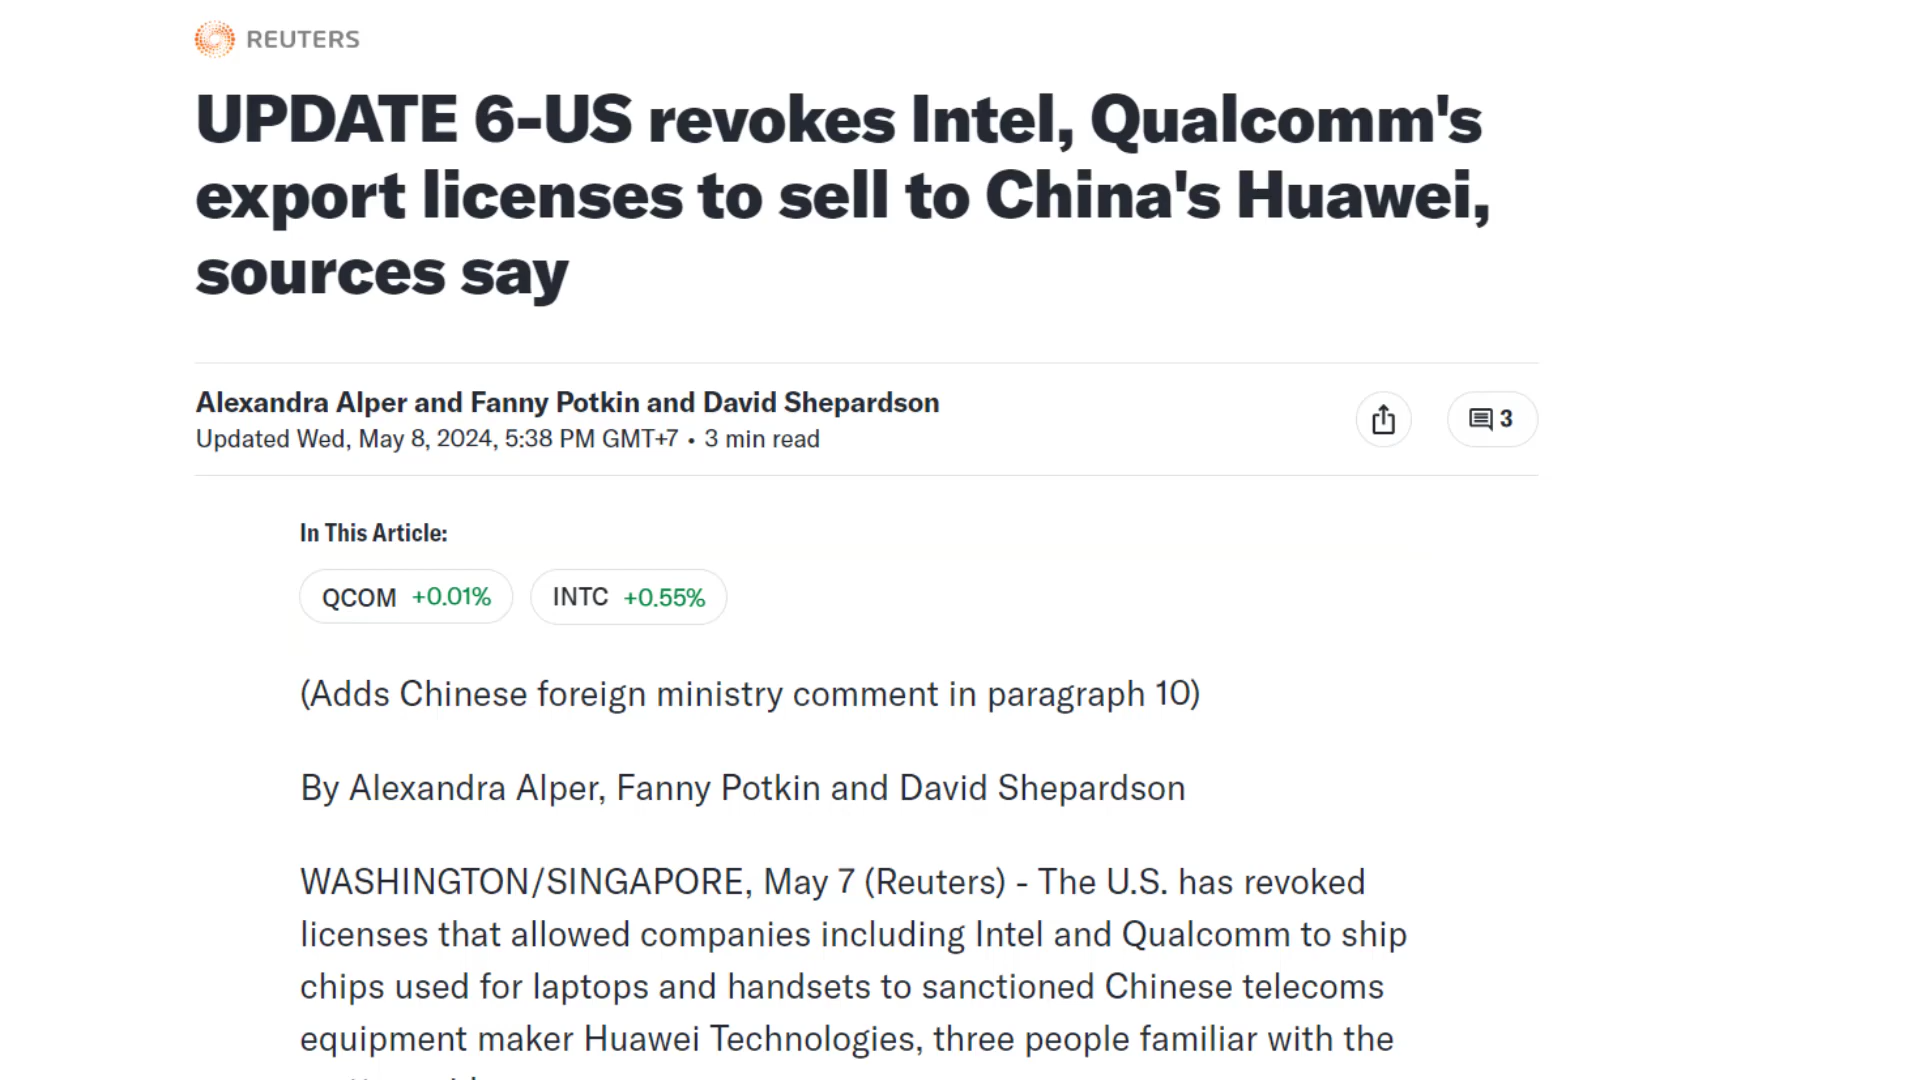 REUTERS
UPDATE 6-US revokes Intel, Qualcomm's
export licenses to sell to China's Huawei,
sources say
Alexandra Alper and Fanny Potkin and David Shepardson
Updated Wed, May 8, 2024, 5:38 PM GMT+7 • 3 min read
3
In This Article:
QCOM +0.01% INTC +0.55%
(Adds Chinese foreign ministry comment in paragraph 10)
By Alexandra Alper, Fanny Potkin and David Shepardson
WASHINGTON/SINGAPORE, May 7 (Reuters) - The U.S. has revoked
licenses that allowed companies including Intel and Qualcomm to ship
chips used for laptops and handsets to sanctioned Chinese telecoms
equipment maker Huawei Technologies, three people familiar with the